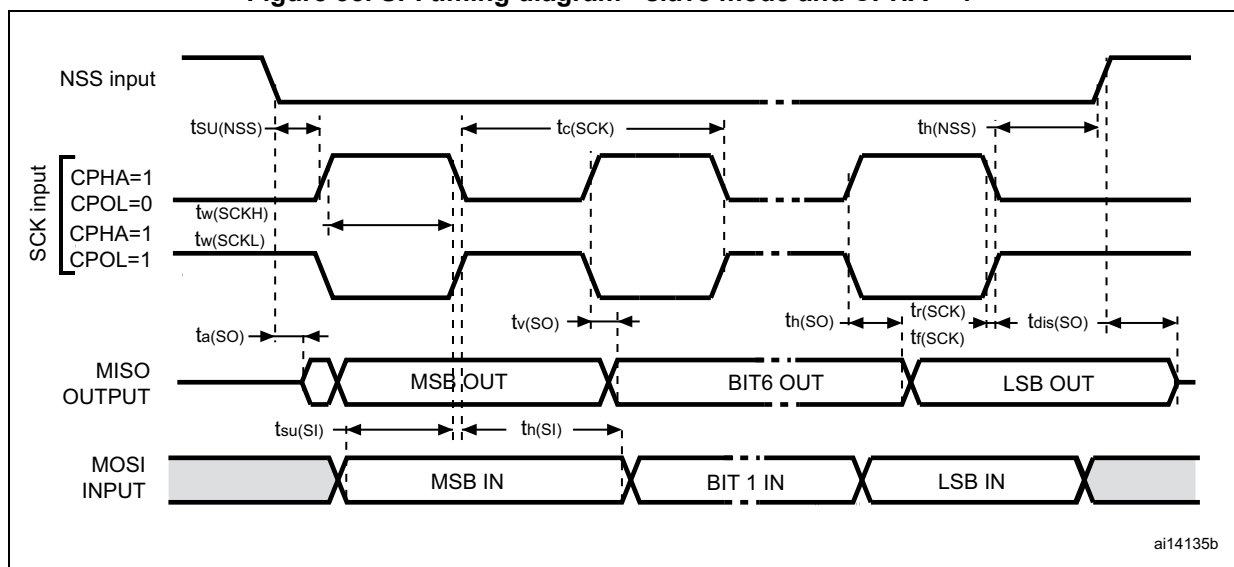 NSS input
tSU(NSS)
tc(SCK)
th(NSS)
SCK input
CPHA=1
CPOL=0
tw(SCKH)
CPHA=1
tw(SCKL)
CPOL=1
ta(SO)
tv(SO)
th(SO)
tr(SCK)
tf(SCK)
tdis(SO)
MISO
OUTPUT
MSB OUT
BIT6 OUT
LSB OUT
tsu(SI)
th(SI)
MOSI
INPUT
MSB IN
BIT 1 IN
LSB IN
ai14135b